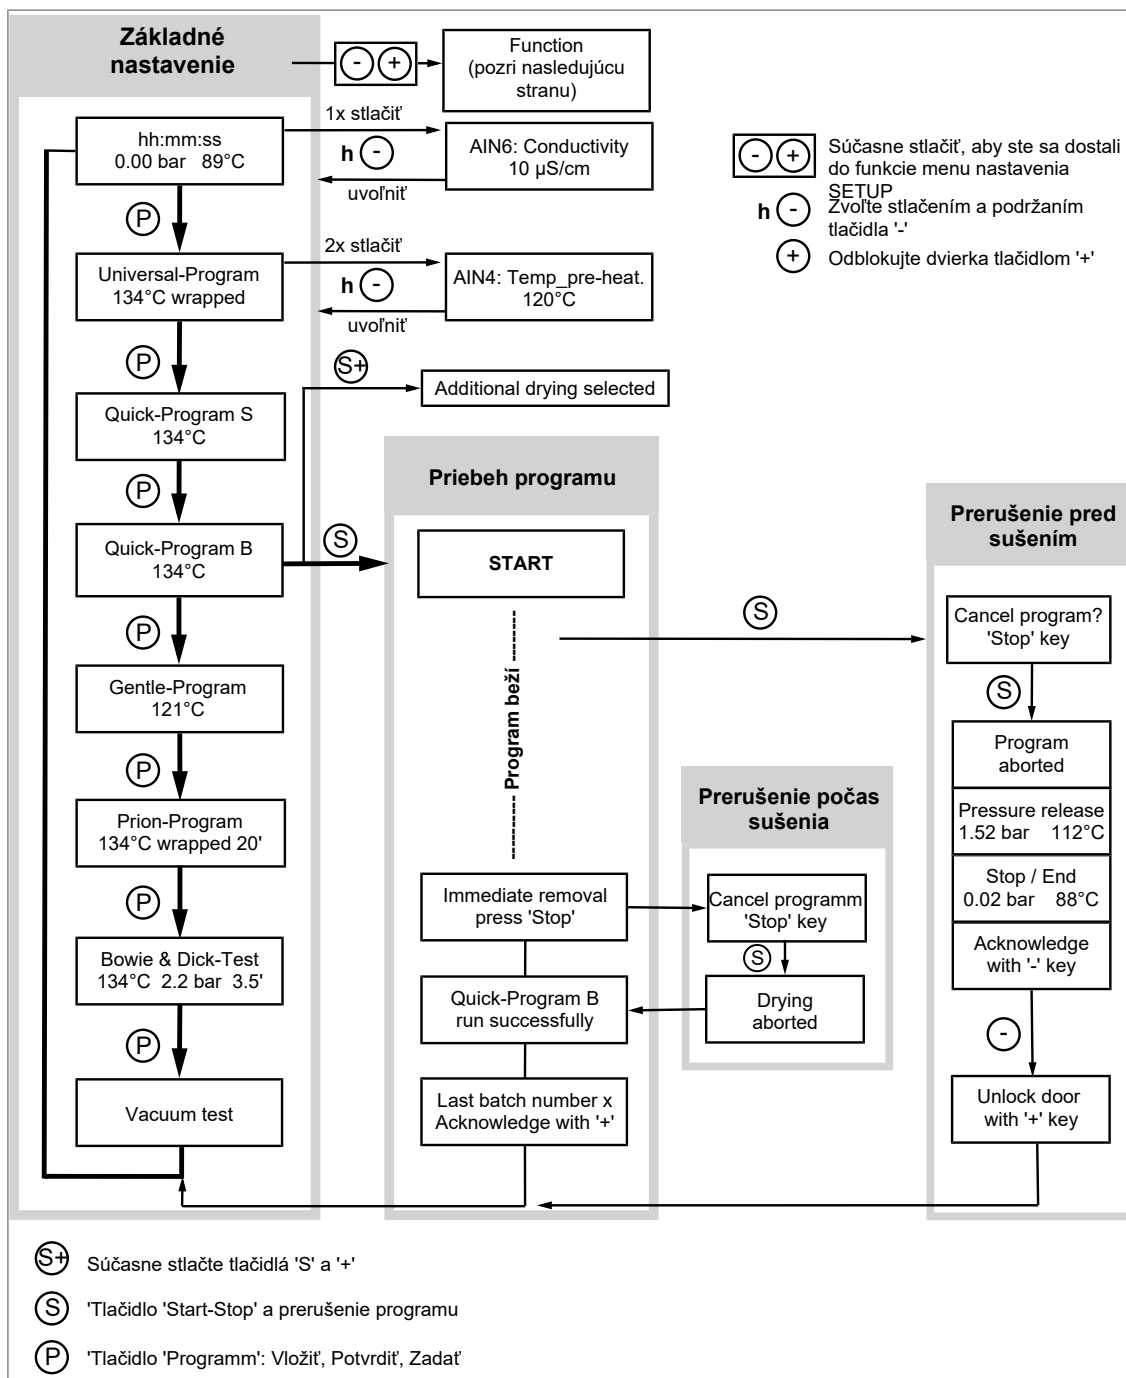 Základné
nastavenie
- +
Function
(pozri nasledujúcu
stranu)
hh:mm:ss
0.00 bar 89°C
1x stlačiť
h -
uvoľniť
AIN6: Conductivity
10 µS/cm
- +
Súčasne stlačiť, aby ste sa dostali
do funkcie menu nastavenia
SETUP
h -
Zvoľte stlačením a podržaním
tlačidla '-'
+
Odblokujte dvierka tlačidlom '+'
P
Universal-Program
134°C wrapped
2x stlačiť
h -
uvoľniť
AIN4: Temp_pre-heat.
120°C
P
S+
Additional drying selected
Quick-Program S
134°C
P
Quick-Program B
134°C
S
Priebeh programu
START
Program beží
S
Prerušenie pred
sušením
Cancel program?
'Stop' key
S
Program
aborted
Pressure release
1.52 bar 112°C
Stop / End
0.02 bar 88°C
Acknowledge
with '-' key
-
Unlock door
with '+' key
P
Gentle-Program
121°C
P
Prion-Program
134°C wrapped 20'
P
Bowie & Dick-Test
134°C 2.2 bar 3.5'
P
Vacuum test
Immediate removal
press 'Stop'
Prerušenie počas
sušenia
Cancel programm
'Stop' key
S
Drying
aborted
Quick-Program B
run successfully
Last batch number x
Acknowledge with '+'
S+ Súčasne stlačte tlačidlá 'S' a '+'
S 'Tlačidlo 'Start-Stop' a prerušenie programu
P 'Tlačidlo 'Programm': Vložiť, Potvrdiť, Zadať